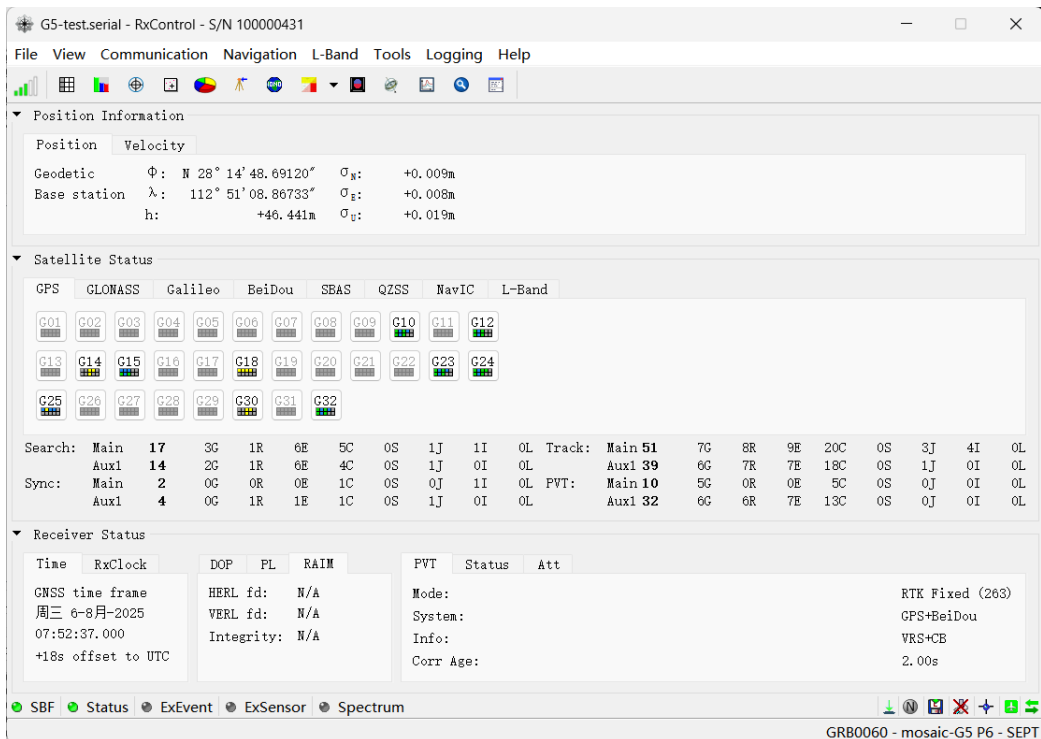 G5-test.serial - RxControl - S/N 100000431
File View Communication Navigation L-Band Tools Logging Help
Position Information
Position Velocity
Geodetic Φ: N 28° 14′ 48.69120″ σN: +0.009m
Base station λ: 112° 51′ 08.86733″ σE: +0.008m
h: +46.441m σU: +0.019m
Satellite Status
GPS GLONASS Galileo BeiDou SBAS QZSS NavIC L-Band
G01 G02 G03 G04 G05 G06 G07 G08 G09 G10 G11 G12
G13 G14 G15 G16 G17 G18 G19 G20 G21 G22 G23 G24
G25 G26 G27 G28 G29 G30 G31 G32
Search: Main 17 3G 1R 6E 5C 0S 1J 1I 0L Track: Main 51 7G 8R 9E 20C 0S 3J 4I 0L
Aux1 14 2G 1R 6E 4C 0S 1J 0I 0L Aux1 39 6G 7R 7E 18C 0S 1J 0I 0L
Sync: Main 2 0G 0R 0E 1C 0S 0J 1I 0L PVT: Main 10 5G 0R 0E 5C 0S 0J 0I 0L
Aux1 4 0G 1R 1E 1C 0S 1J 0I 0L Aux1 32 6G 6R 7E 13C 0S 0J 0I 0L
Receiver Status
Time RxClock DOP PL RAIM PVT Status Att
GNSS time frame HERL fd: N/A Mode: RTK Fixed (263)
周三 6-8月-2025 VERL fd: N/A System: GPS+BeiDou
07:52:37.000 Integrity: N/A Info: VRS+CB
+18s offset to UTC Corr Age: 2.00s
SBF Status ExEvent ExSensor Spectrum
GRB0060 - mosaic-G5 P6 - SEPT